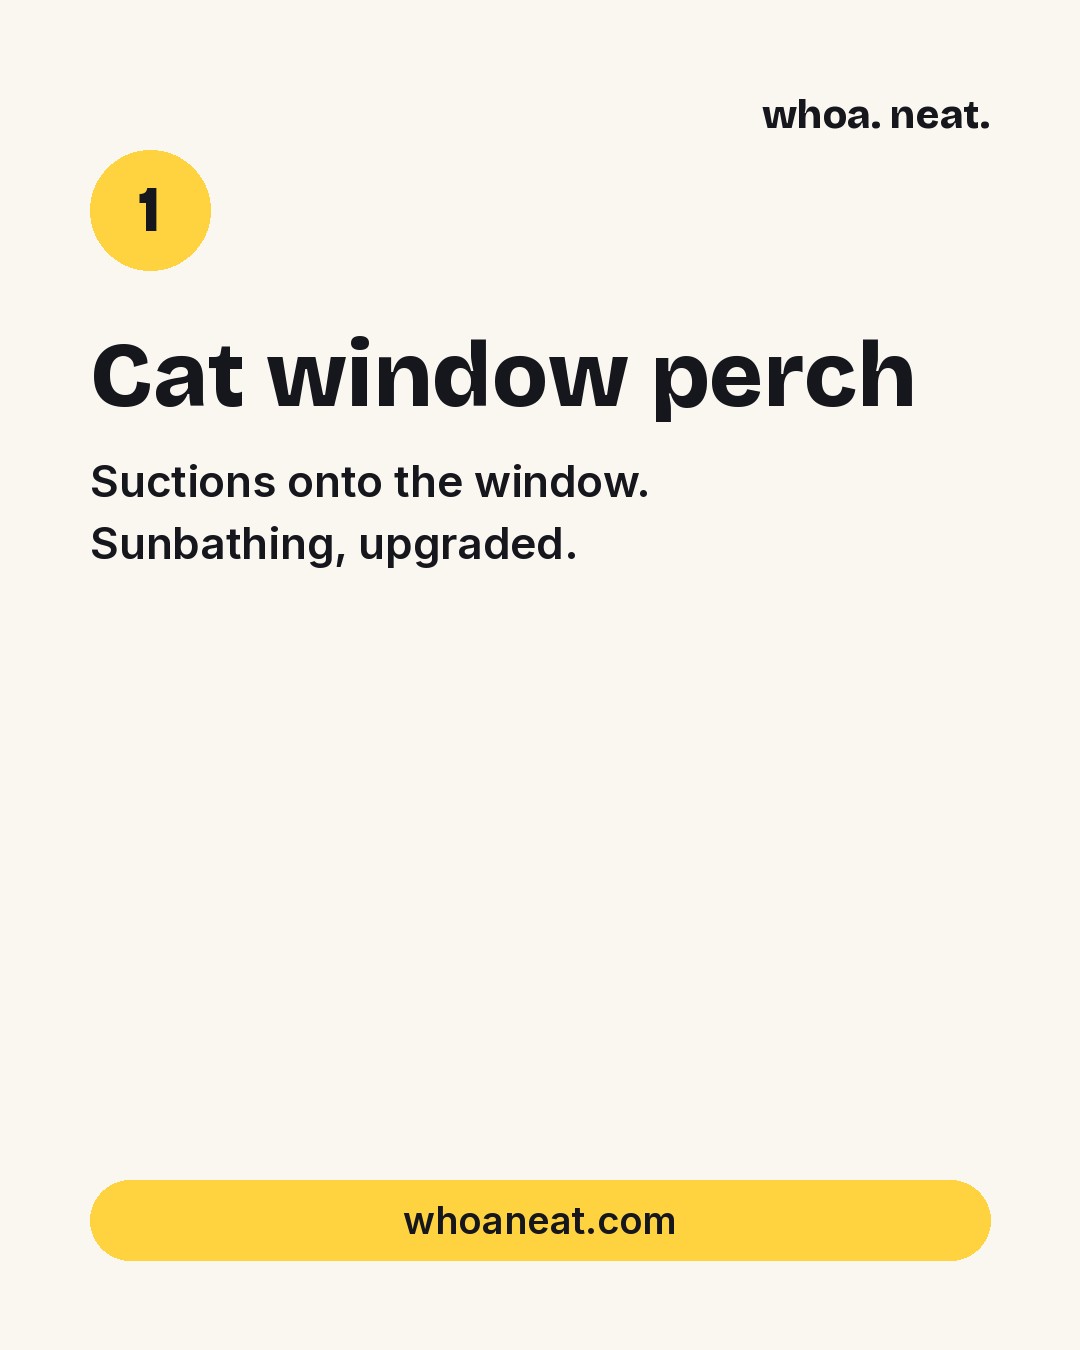 whoa. neat.
1
Cat window perch
Suctions onto the window.
Sunbathing, upgraded.
whoaneat.com